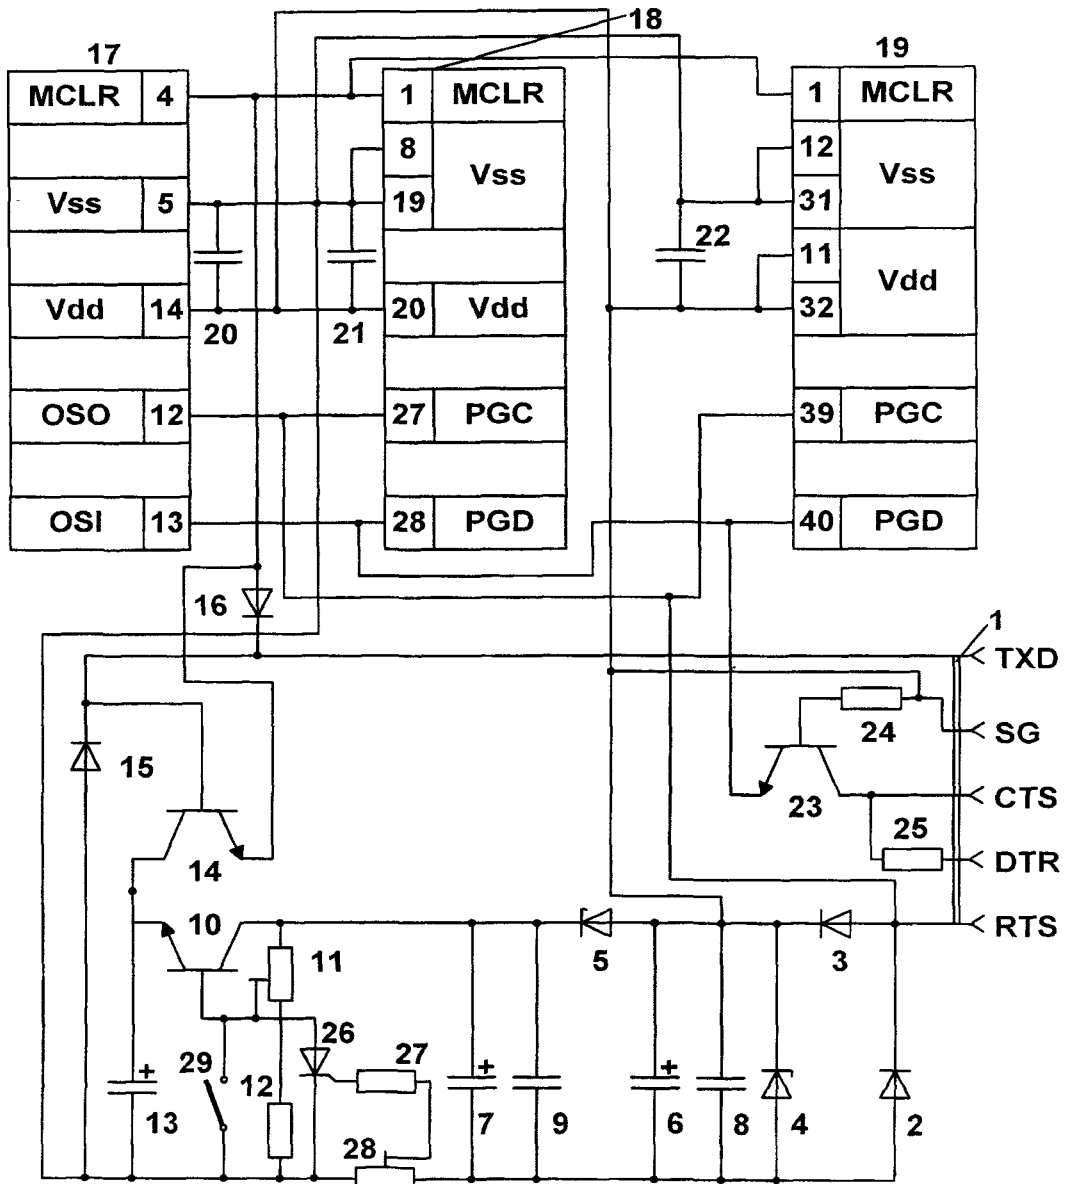 18
17
19
MCLR 4
1 MCLR
1 MCLR
8
Vss
12
Vss
Vss 5
19
31
22
11
Vdd
Vdd 14
20 Vdd
32
20
21
OSO 12
27 PGC
39 PGC
OSI 13
28 PGD
40 PGD
16
1
TXD
24
SG
15
23
CTS
25
DTR
14
10
RTS
11
5
3
26
27
29
12
+
+
+
13
28
7
9
6
8
4
2